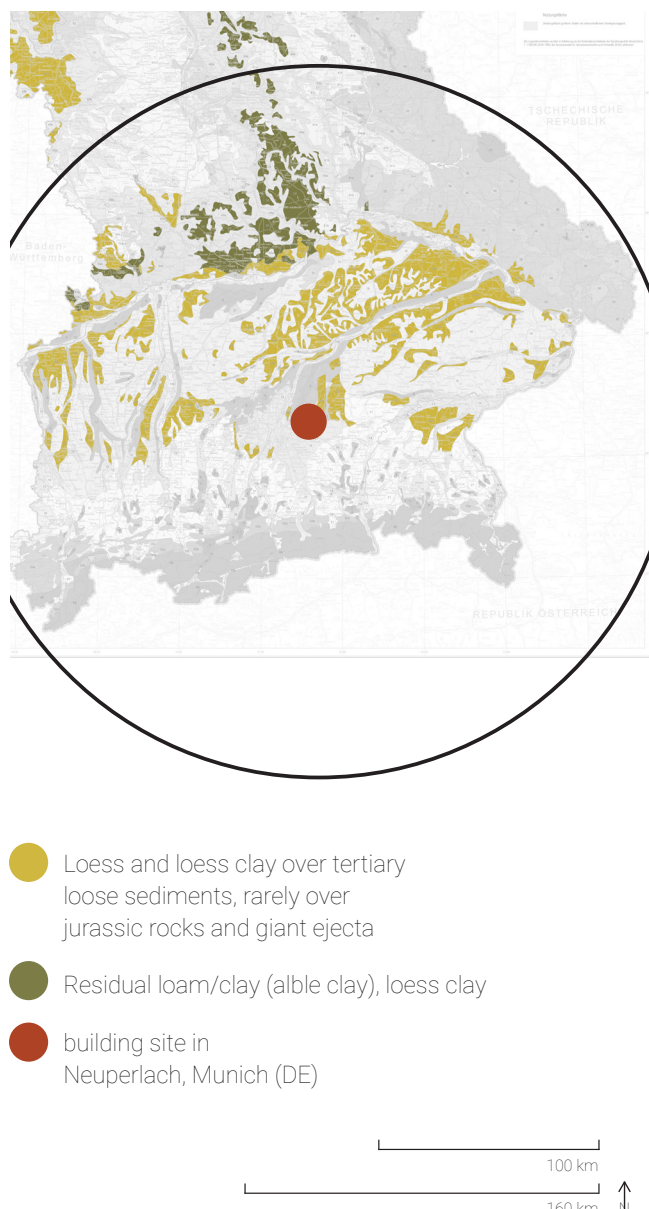 TSCHECHISCHE
REPUBLIK
Baden-
Württemberg
REPUBLIK ÖSTERREICH
Loess and loess clay over tertiary
loose sediments, rarely over
jurassic rocks and giant ejecta
Residual loam/clay (alble clay), loess clay
building site in
Neuperlach, Munich (DE)
100 km
160 km
N